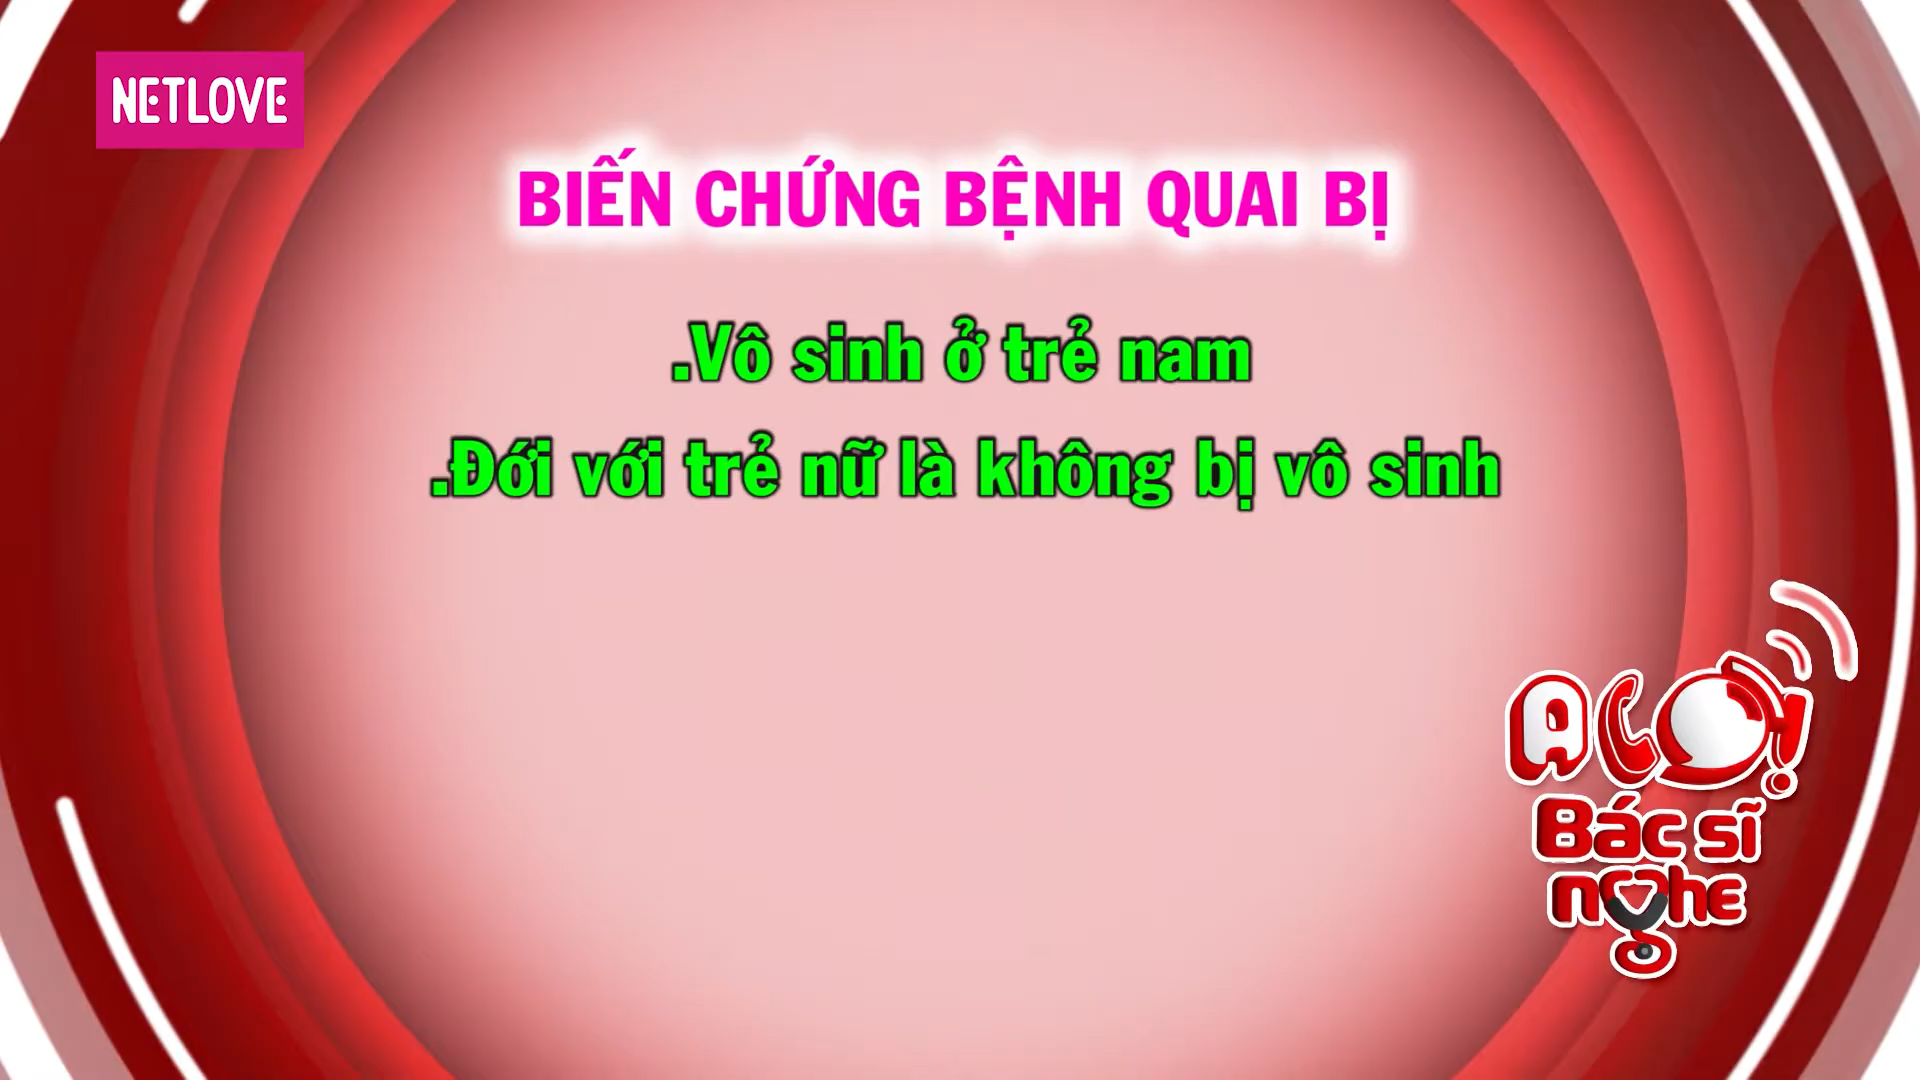 NETLOVE
BIẾN CHỨNG BỆNH QUAI BỊ
.Vô sinh ở trẻ nam
.Đới với trẻ nữ là không bị vô sinh
ALO!
Bác sĩ
nghe